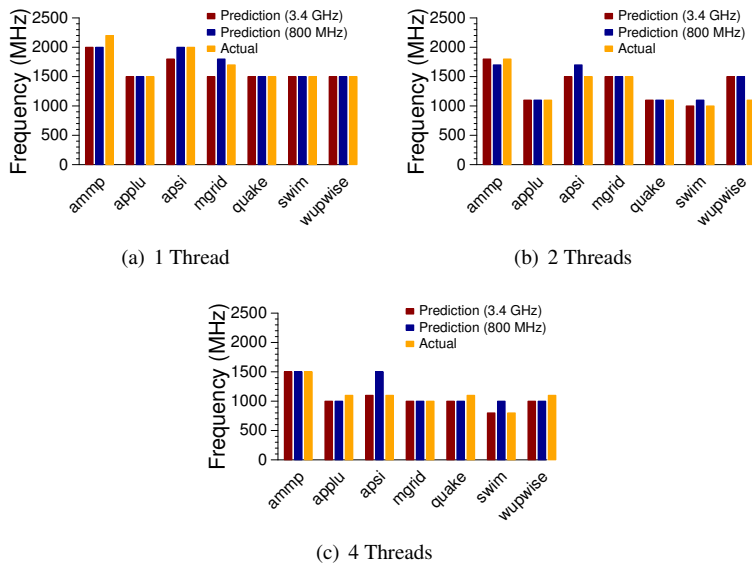 Prediction (3.4 GHz)
Prediction (800 MHz)
Actual
Frequency (MHz)
2500
2000
1500
1000
500
0
ammp
applu
apsi
mgrid
quake
swim
wupwise
(a) 1 Thread
Prediction (3.4 GHz)
Prediction (800 MHz)
Actual
Frequency (MHz)
2500
2000
1500
1000
500
0
ammp
applu
apsi
mgrid
quake
swim
wupwise
(b) 2 Threads
Prediction (3.4 GHz)
Prediction (800 MHz)
Actual
Frequency (MHz)
2500
2000
1500
1000
500
0
ammp
applu
apsi
mgrid
quake
swim
wupwise
(c) 4 Threads